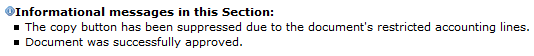 Informational messages in this Section:
The copy button has been suppressed due to the document's restricted accounting lines.
Document was successfully approved.